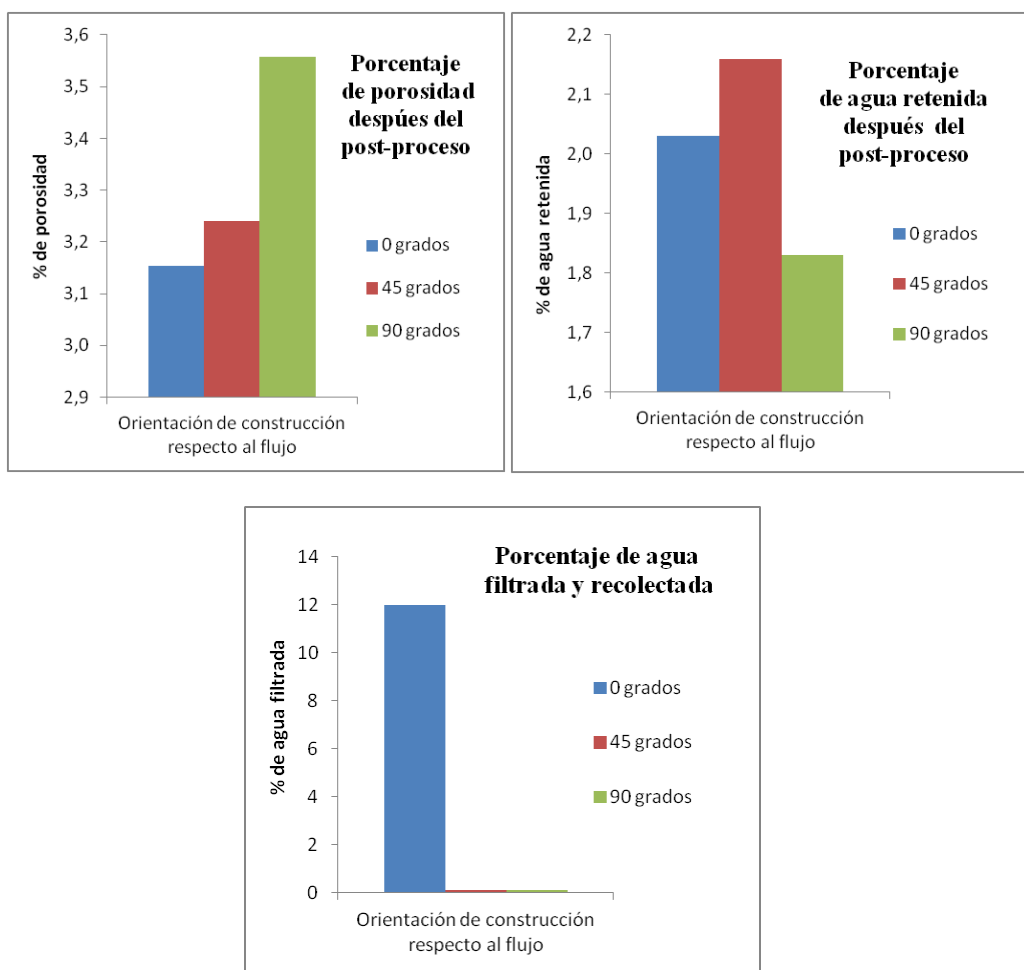 Porcentaje
de porosidad
despúes del
post-proceso
% de porosidad
3,6
3,5
3,4
3,3
3,2
3,1
3,0
2,9
0 grados
45 grados
90 grados
Orientación de construcción
respecto al flujo
Porcentaje
de agua retenida
después del
post-proceso
% de agua retenida
2,2
2,1
2,0
1,9
1,8
1,7
1,6
0 grados
45 grados
90 grados
Orientación de construcción
respecto al flujo
Porcentaje de agua
filtrada y recolectada
% de agua filtrada
14
12
10
8
6
4
2
0
0 grados
45 grados
90 grados
Orientación de construcción
respecto al flujo